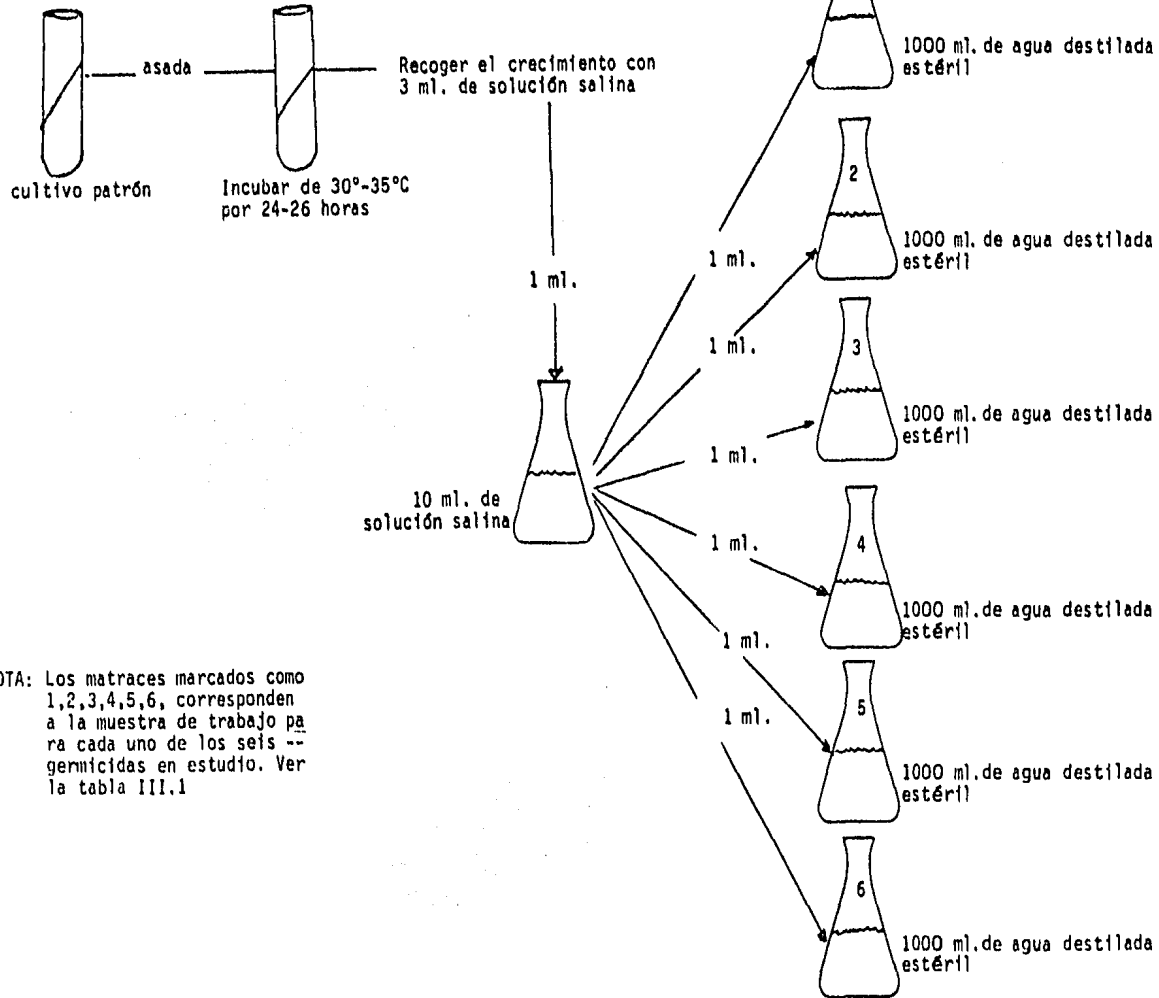 asada
Recoger el crecimiento con
3 ml. de solución salina
cultivo patrón
Incubar de 30°-35°C
por 24-26 horas
1 ml.
10 ml. de
solución salina
1 ml.
1 ml.
1 ml.
1 ml.
1 ml.
1 ml.
1000 ml. de agua destilada
estéril
2
1000 ml. de agua destilada
estéril
3
1000 ml. de agua destilada
estéril
4
1000 ml. de agua destilada
estéril
5
1000 ml. de agua destilada
estéril
6
1000 ml. de agua destilada
estéril
OTA: Los matraces marcados como
1,2,3,4,5,6, corresponden
a la muestra de trabajo pa
ra cada uno de los seis --
germicidas en estudio. Ver
la tabla III.1